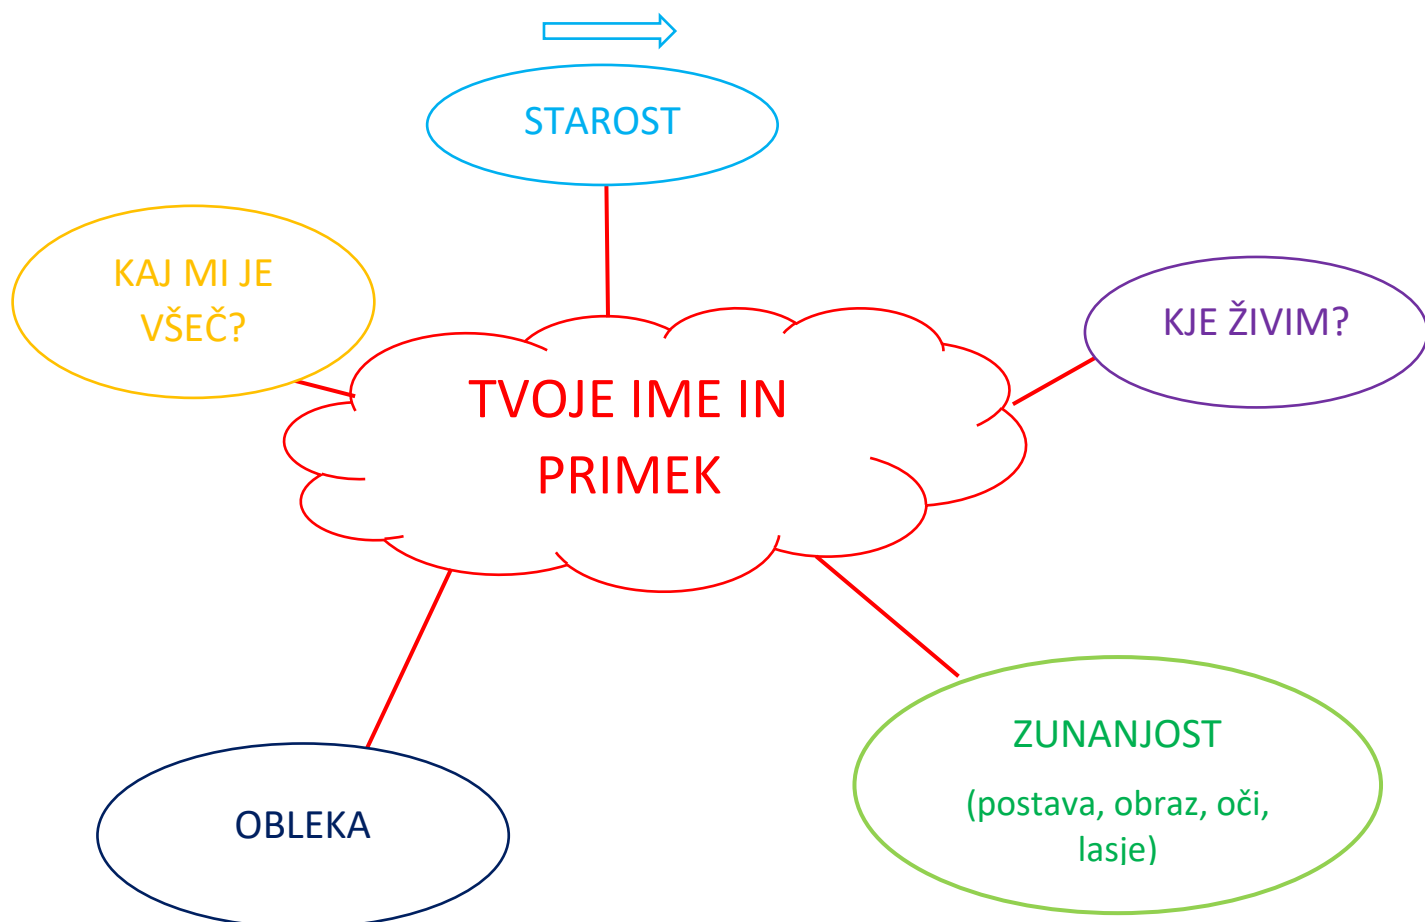 STAROST
KAJ MI JE
VŠEČ?
KJE ŽIVIM?
TVOJE IME IN
PRIMEK
ZUNANJOST
(postava, obraz, oči,
lasje)
OBLEKA